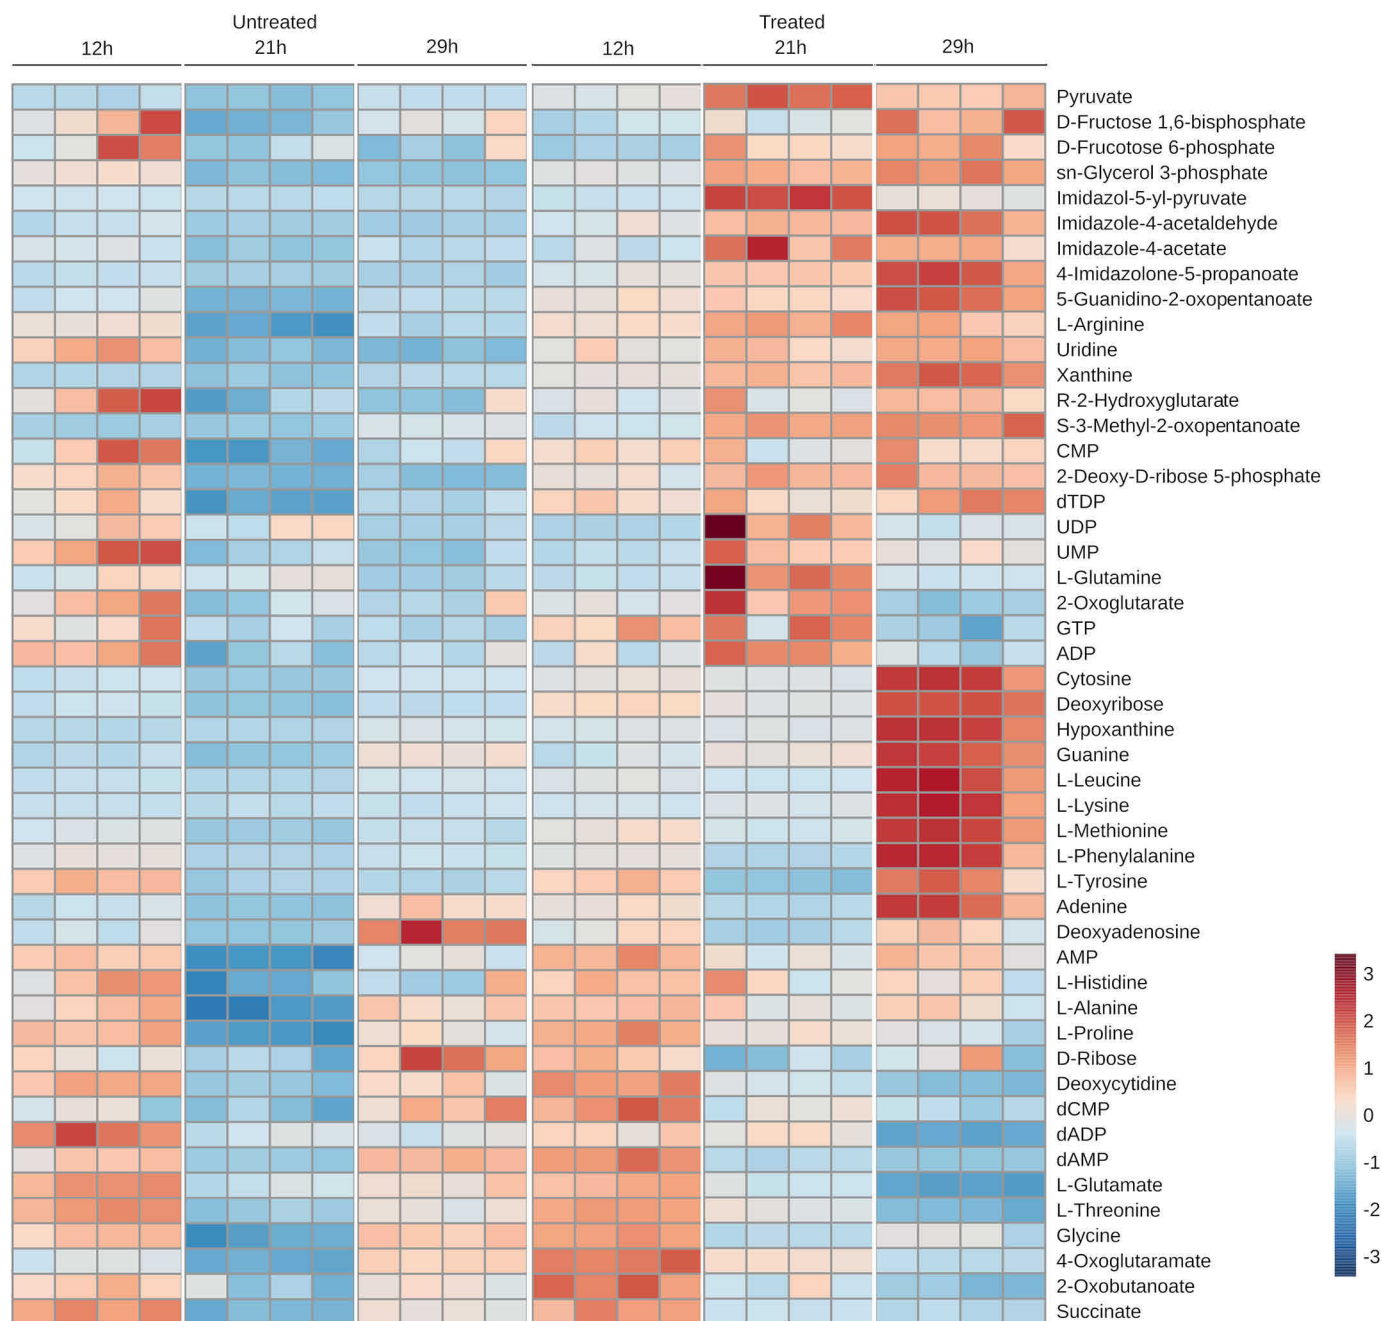 Untreated Treated
12h 21h 29h 12h 21h 29h
Pyruvate
D-Fructose 1,6-bisphosphate
D-Frucotose 6-phosphate
sn-Glycerol 3-phosphate
Imidazol-5-yl-pyruvate
Imidazole-4-acetaldehyde
Imidazole-4-acetate
4-Imidazolone-5-propanoate
5-Guanidino-2-oxopentanoate
L-Arginine
Uridine
Xanthine
R-2-Hydroxyglutarate
S-3-Methyl-2-oxopentanoate
CMP
2-Deoxy-D-ribose 5-phosphate
dTDP
UDP
UMP
L-Glutamine
2-Oxoglutarate
GTP
ADP
Cytosine
Deoxyribose
Hypoxanthine
Guanine
L-Leucine
L-Lysine
L-Methionine
L-Phenylalanine
L-Tyrosine
Adenine
Deoxyadenosine
AMP
L-Histidine
L-Alanine
L-Proline
D-Ribose
Deoxycytidine
dCMP
dADP
dAMP
L-Glutamate
L-Threonine
Glycine
4-Oxoglutaramate
2-Oxobutanoate
Succinate
3
2
1
0
-1
-2
-3